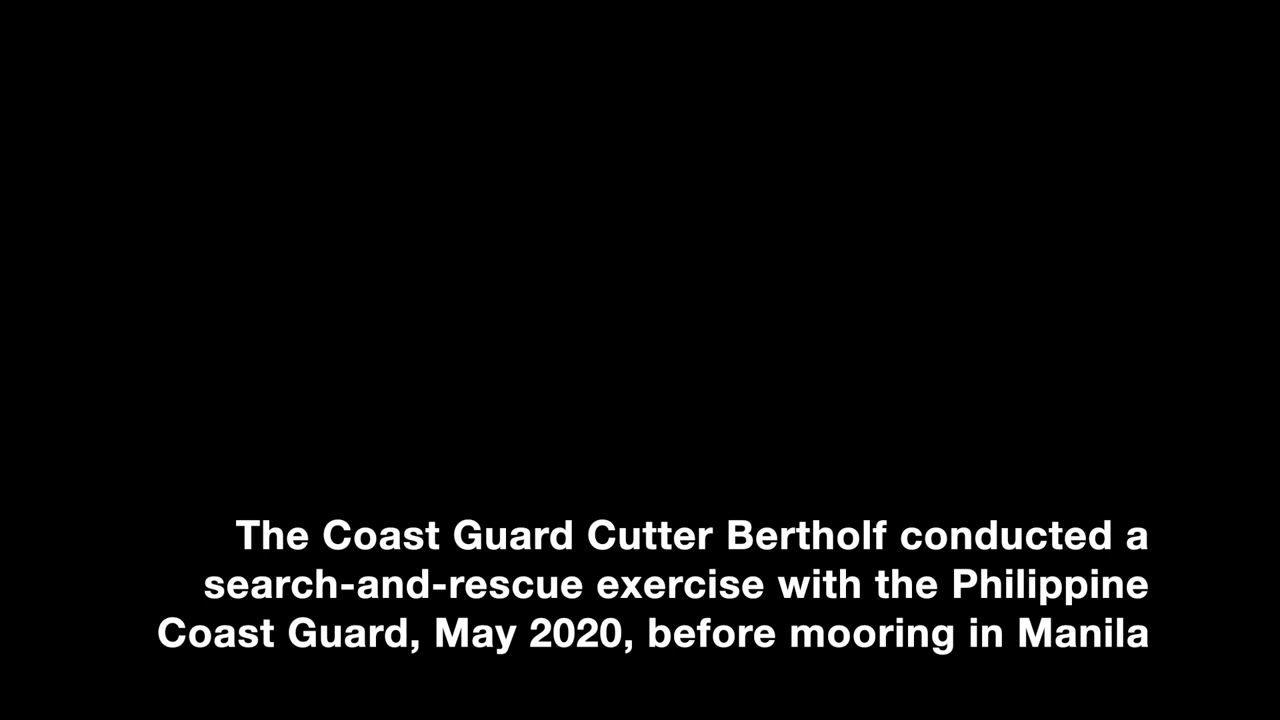 The Coast Guard Cutter Bertholf conducted a
search-and-rescue exercise with the Philippine
Coast Guard, May 2020, before mooring in Manila